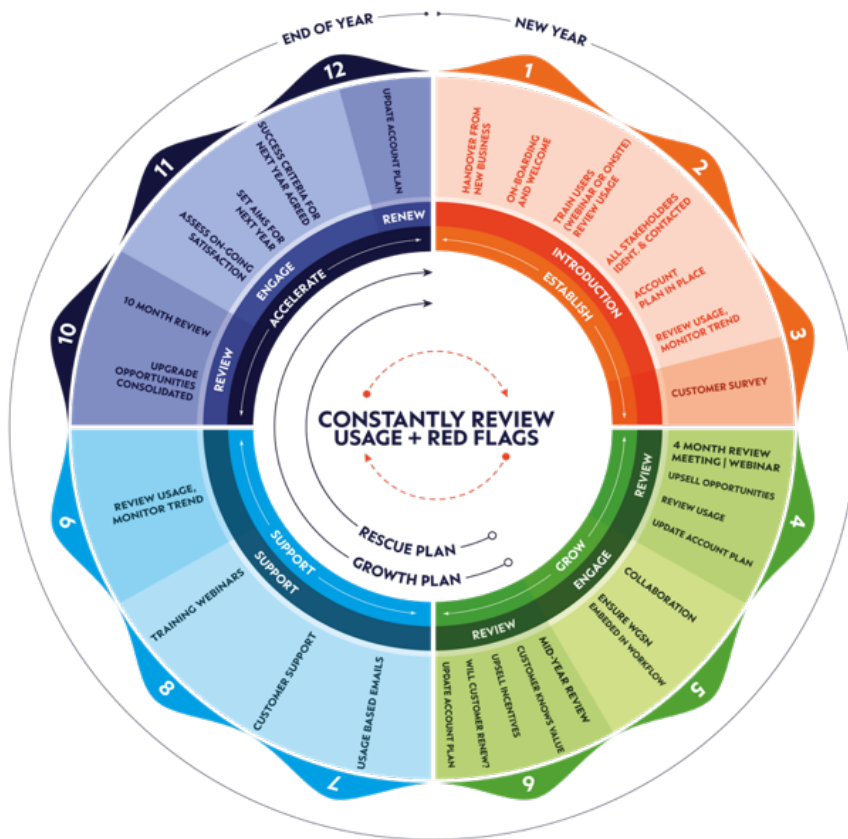 END OF YEAR
NEW YEAR
1
2
3
4
5
6
7
8
9
10
11
12
HANDOVER FROM
NEW BUSINESS
ON-BOARDING
AND WELCOME
TRAIN USERS
(WEBINAR OR ONSITE)
REVIEW USAGE
ALL STAKEHOLDERS
IDENT. & CONTACTED
ACCOUNT
PLAN IN PLACE
REVIEW USAGE,
MONITOR TREND
CUSTOMER SURVEY
INTRODUCTION
ESTABLISH
4 MONTH REVIEW
MEETING | WEBINAR
UPSELL OPPORTUNITIES
REVIEW USAGE
UPDATE ACCOUNT PLAN
COLLABORATION
ENSURE WGSN
EMBEDED IN WORKFLOW
MID-YEAR REVIEW
CUSTOMER KNOWS VALUE
UPSELL INCENTIVES
WILL CUSTOMER RENEW?
UPDATE ACCOUNT PLAN
REVIEW
ENGAGE
REVIEW
GROW
USAGE BASED EMAILS
CUSTOMER SUPPORT
TRAINING WEBINARS
REVIEW USAGE,
MONITOR TREND
SUPPORT
SUPPORT
UPGRADE
OPPORTUNITIES
CONSOLIDATED
10 MONTH REVIEW
ASSESS ON-GOING
SATISFACTION
SET AIMS FOR
NEXT YEAR
SUCCESS CRITERIA FOR
NEXT YEAR AGREED
UPDATE ACCOUNT PLAN
REVIEW
ENGAGE
RENEW
ACCELERATE
CONSTANTLY REVIEW
USAGE + RED FLAGS
RESCUE PLAN
GROWTH PLAN